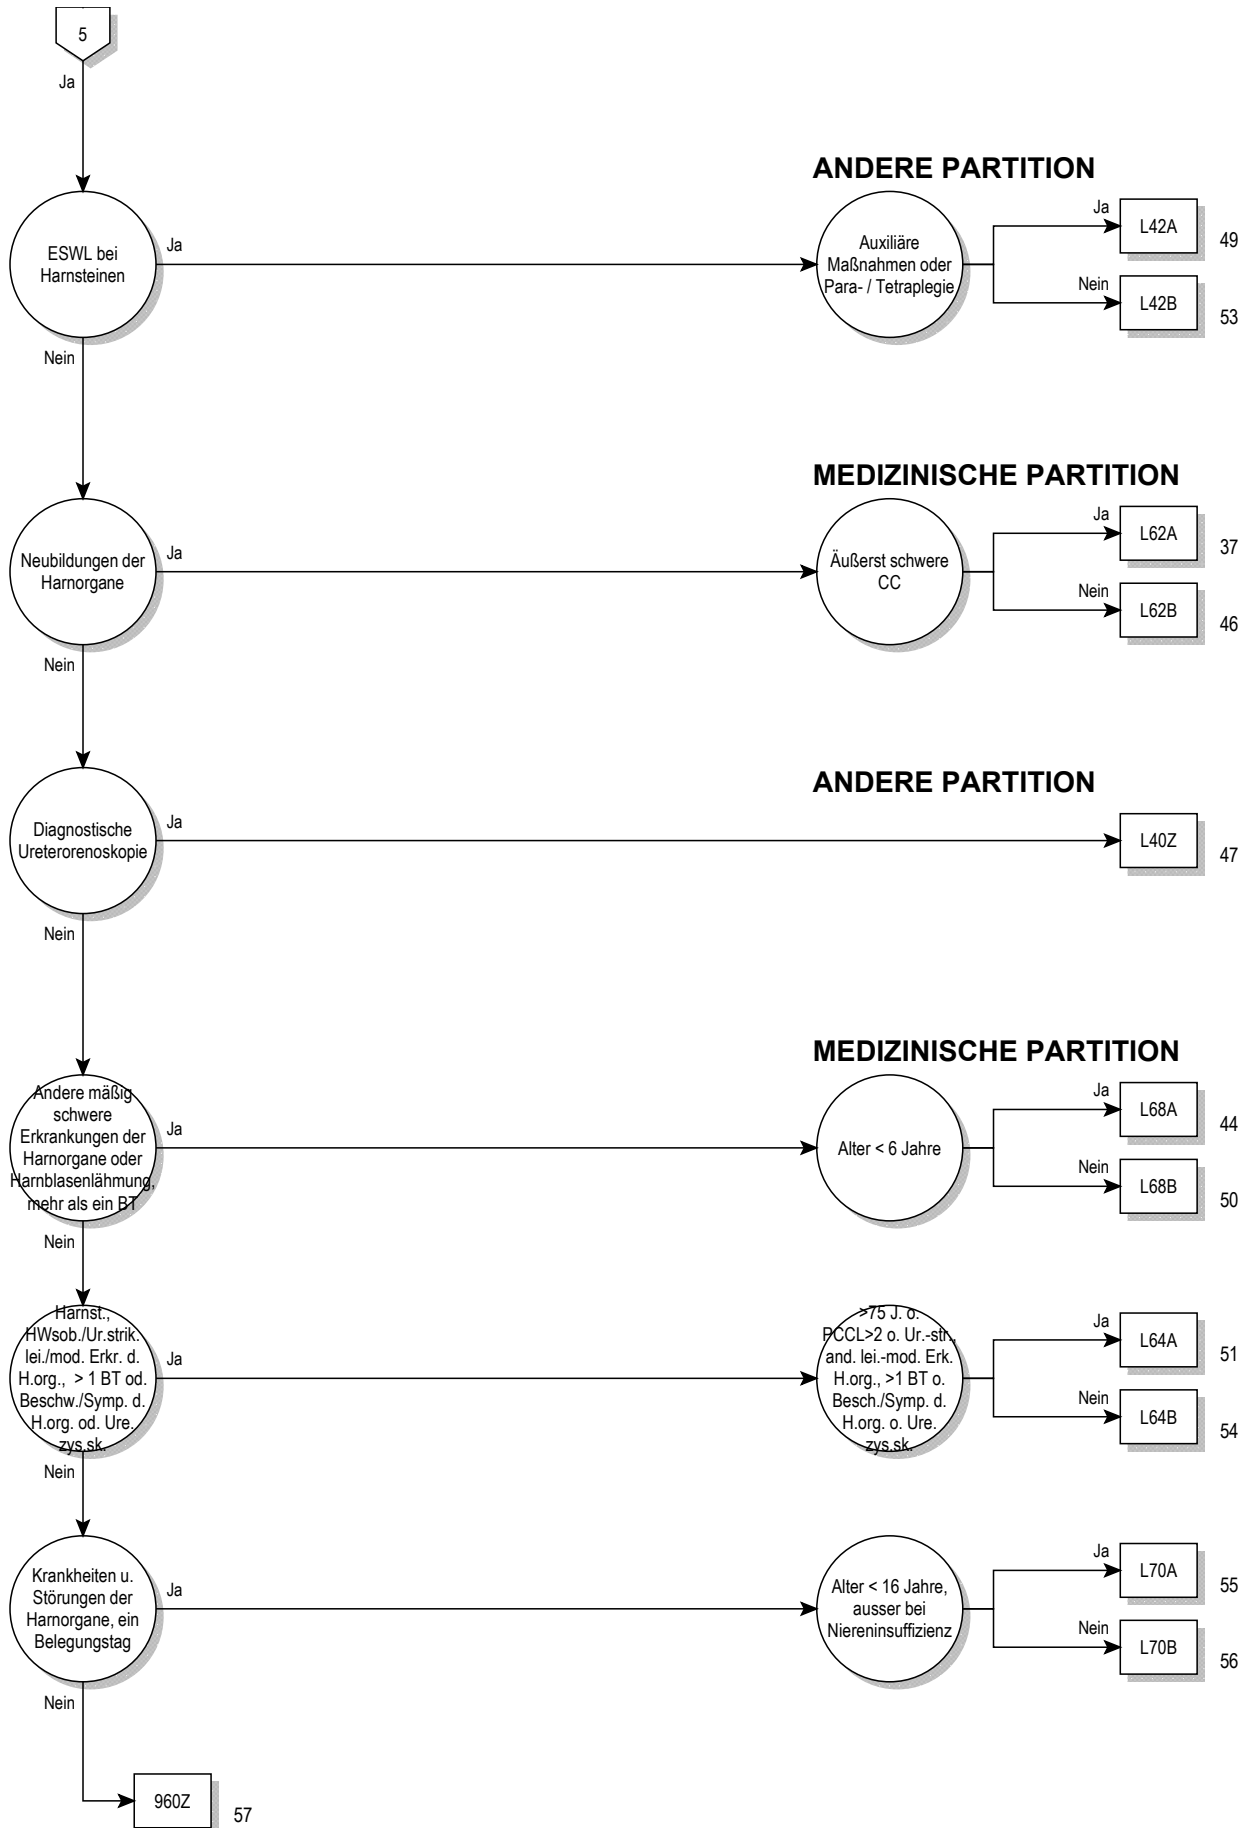 5
Ja
ANDERE PARTITION
ESWL bei
Harnsteinen
Ja
Auxiliäre
Maßnahmen oder
Para- / Tetraplegie
Ja
L42A
49
Nein
L42B
53
Nein
MEDIZINISCHE PARTITION
Neubildungen der
Harnorgane
Ja
Äußerst schwere
CC
Ja
L62A
37
Nein
L62B
46
Nein
ANDERE PARTITION
Diagnostische
Ureterorenoskopie
Ja
L40Z
47
Nein
MEDIZINISCHE PARTITION
Andere mäßig
schwere
Erkrankungen der
Harnorgane oder
Harnblasenlähmung,
mehr als ein BT
Ja
Alter < 6 Jahre
Ja
L68A
44
Nein
L68B
50
Nein
Harnst.,
HWsob./Ur.strik.
lei./mod. Erkr. d.
H.org., > 1 BT od.
Beschw./Symp. d.
H.org. od. Ure.
zys.sk.
Ja
>75 J. o.
PCCL>2 o. Ur.-str.,
and. lei.-mod. Erk.
H.org., >1 BT o.
Besch./Symp. d.
H.org. o. Ure.
zys.sk.
Ja
L64A
51
Nein
L64B
54
Nein
Krankheiten u.
Störungen der
Harnorgane, ein
Belegungstag
Ja
Alter < 16 Jahre,
ausser bei
Niereninsuffizienz
Ja
L70A
55
Nein
L70B
56
Nein
960Z
57